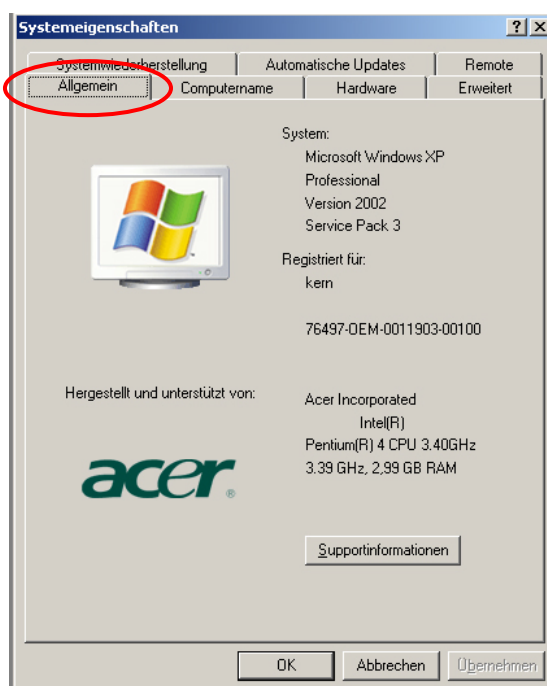 Systemeigenschaften
Systemwiederherstellung Automatische Updates Remote
Allgemein Computername Hardware Erweitert
System:
Microsoft Windows XP
Professional
Version 2002
Service Pack 3
Registriert für:
kern
76497-OEM-0011903-00100
Hergestellt und unterstützt von:
Acer Incorporated
Intel(R)
Pentium(R) 4 CPU 3.40GHz
3.39 GHz, 2,99 GB RAM
acer
Supportinformationen
OK Abbrechen Übernehmen